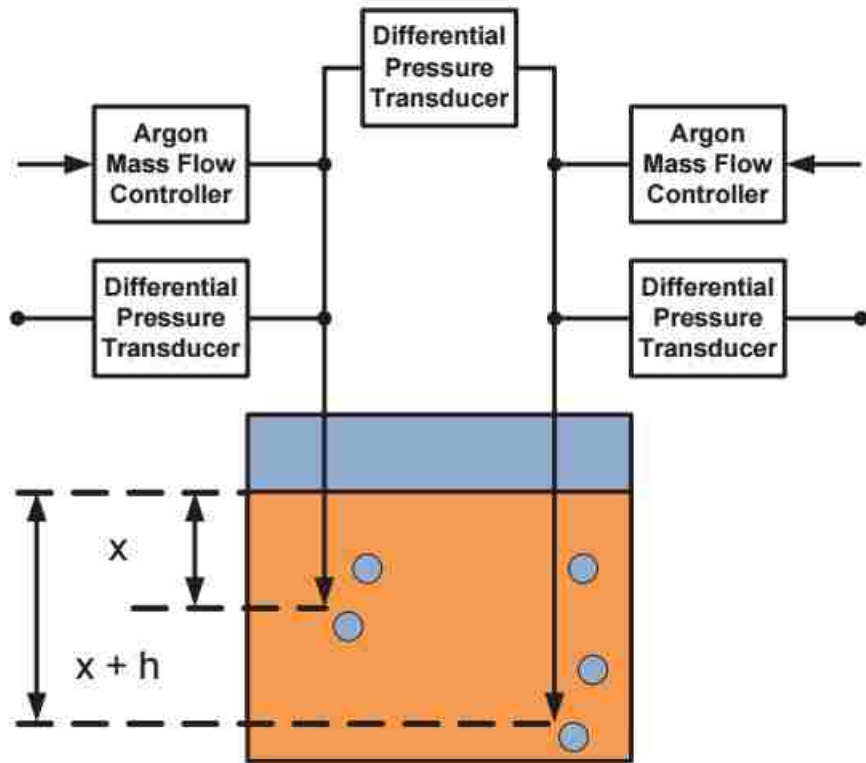 Differential
Pressure
Transducer
Argon
Mass Flow
Controller
Argon
Mass Flow
Controller
Differential
Pressure
Transducer
Differential
Pressure
Transducer
x
x + h